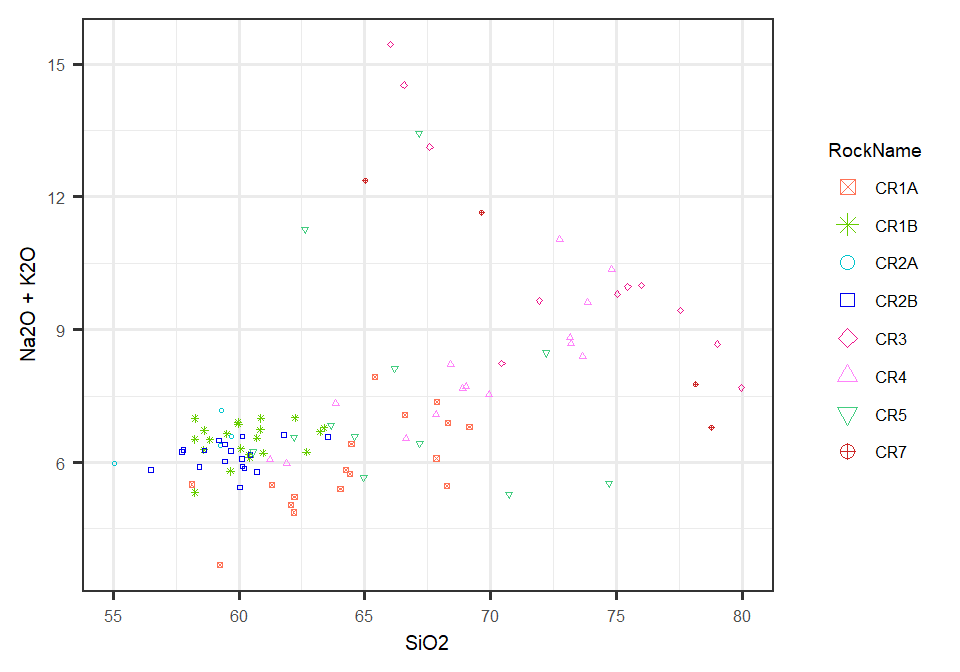 15
12
9
6
55
60
65
70
75
80
SiO2
Na2O + K2O
RockName
CR1A
CR1B
CR2A
CR2B
CR3
CR4
CR5
CR7